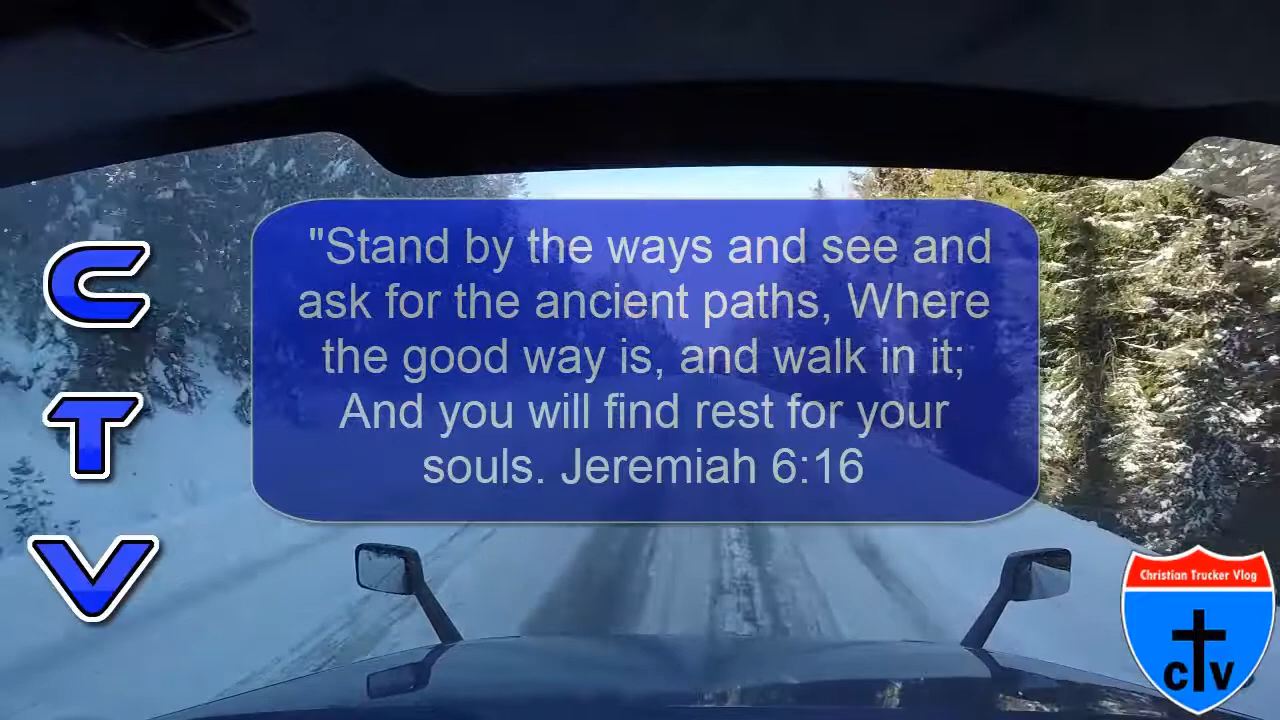 "Stand by the ways and see and
ask for the ancient paths, Where
the good way is, and walk in it;
And you will find rest for your
souls. Jeremiah 6:16
C
T
V
Christian Trucker Vlog
cTv